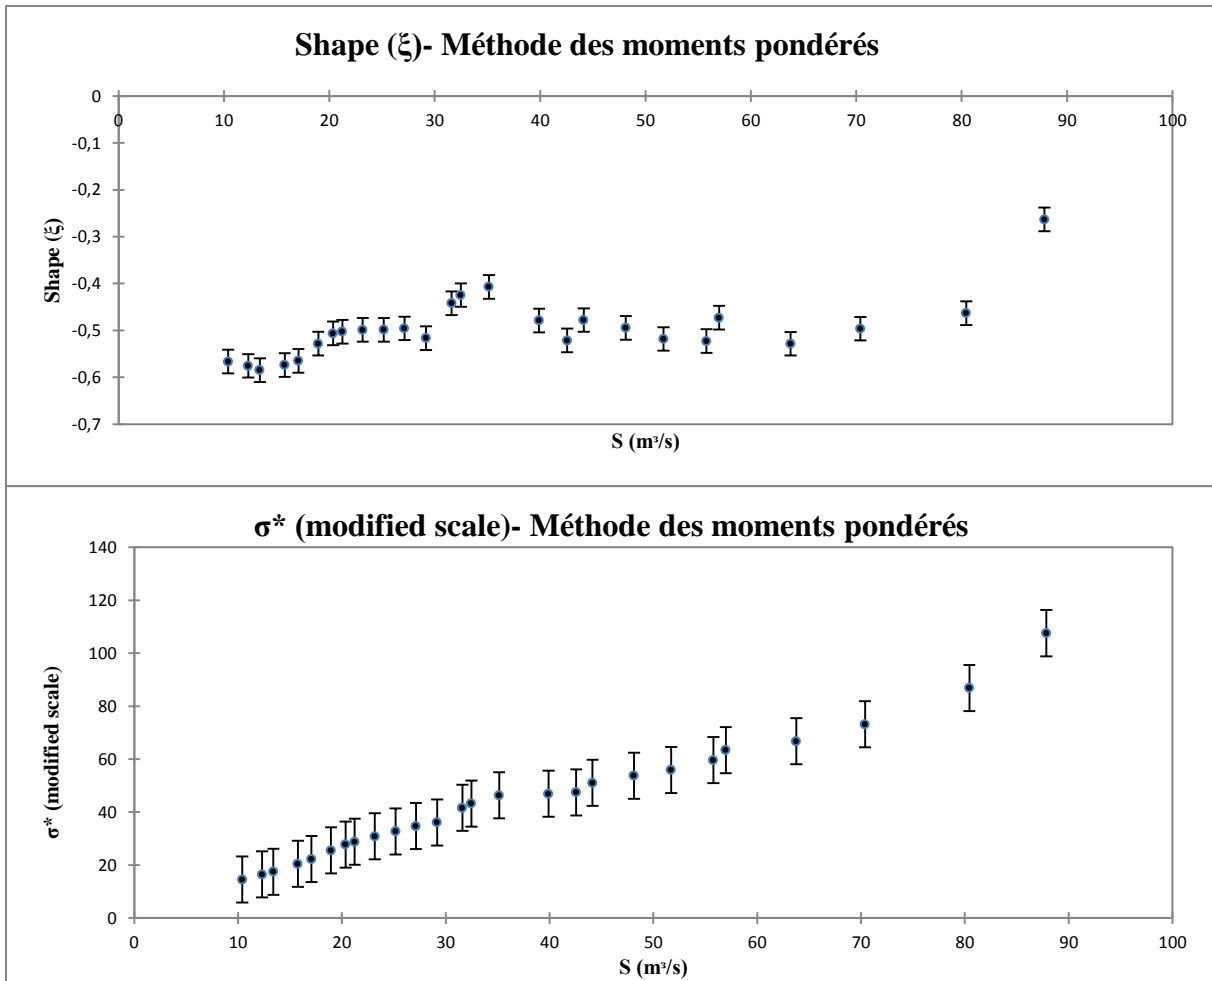 Shape (ξ)- Méthode des moments pondérés
0
0 10 20 30 40 50 60 70 80 90 100
-0,1
-0,2
-0,3
-0,4
-0,5
-0,6
-0,7
Shape (ξ)
S (m³/s)
σ* (modified scale)- Méthode des moments pondérés
140
120
100
80
60
40
20
0
σ* (modified scale)
0 10 20 30 40 50 60 70 80 90 100
S (m³/s)